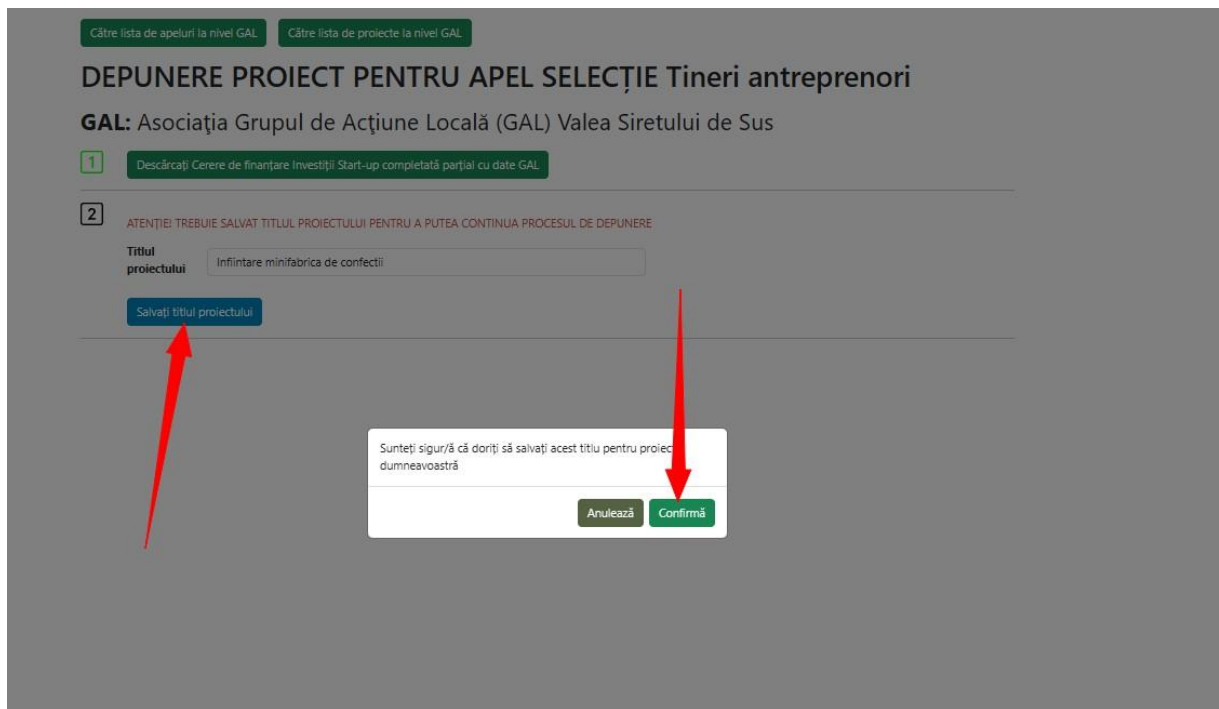 Către lista de apeluri la nivel GAL Către lista de proiecte la nivel GAL
DEPUNERE PROIECT PENTRU APEL SELECȚIE Tineri antreprenori
GAL: Asociaţia Grupul de Acţiune Locală (GAL) Valea Siretului de Sus
1 Descărcați Cerere de finanțare Investiții Start-up completată parțial cu date GAL
2 ATENȚIE! TREBUIE SALVAT TITLUL PROIECTULUI PENTRU A PUTEA CONTINUA PROCESUL DE DEPUNERE
Titlul
proiectului Infiintare minifabrica de confectii
Salvați titlul proiectului
Sunteți sigur/ă că doriți să salvați acest titlu pentru proiec
dumneavoastră
Anulează Confirmă